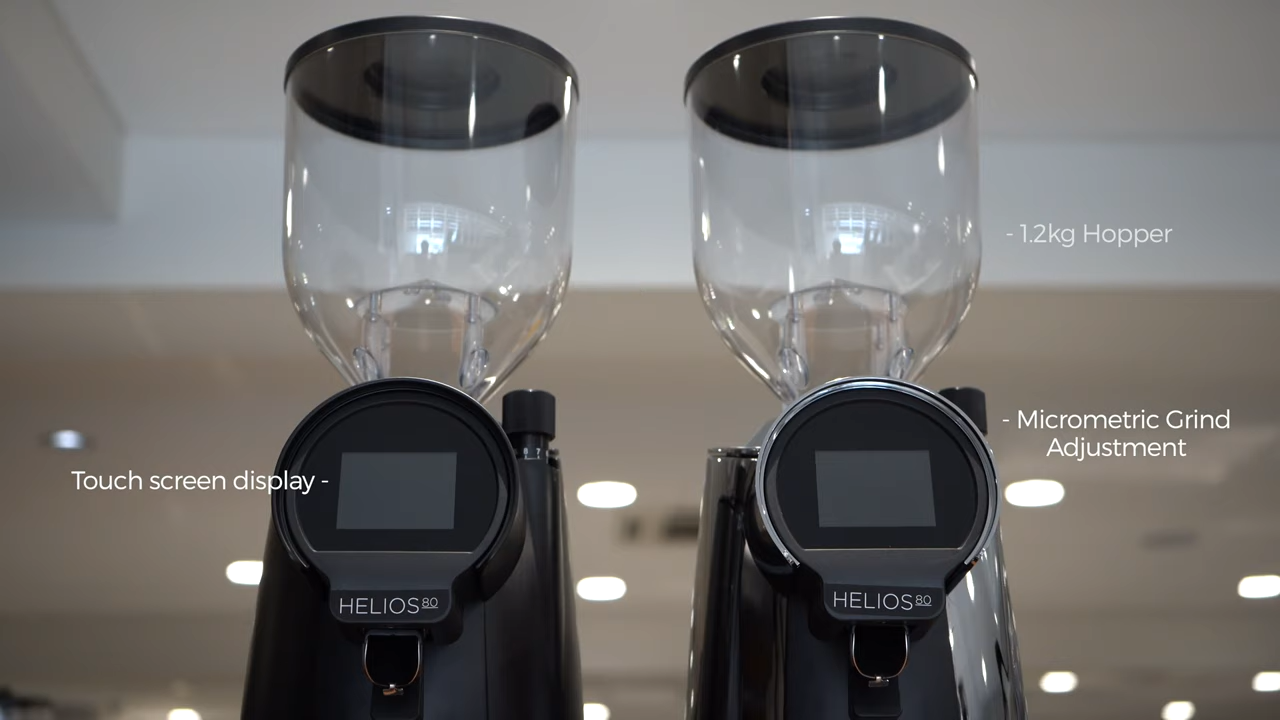 - 1.2kg Hopper
- Micrometric Grind
Adjustment
Touch screen display -
HELIOS80
HELIOS80